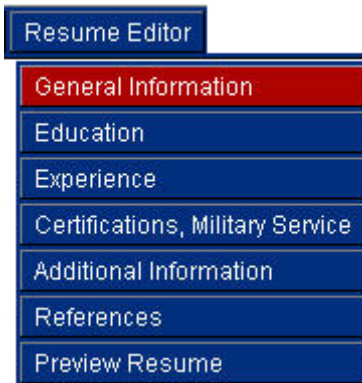 Resume Editor
General Information
Education
Experience
Certifications, Military Service
Additional Information
References
Preview Resume